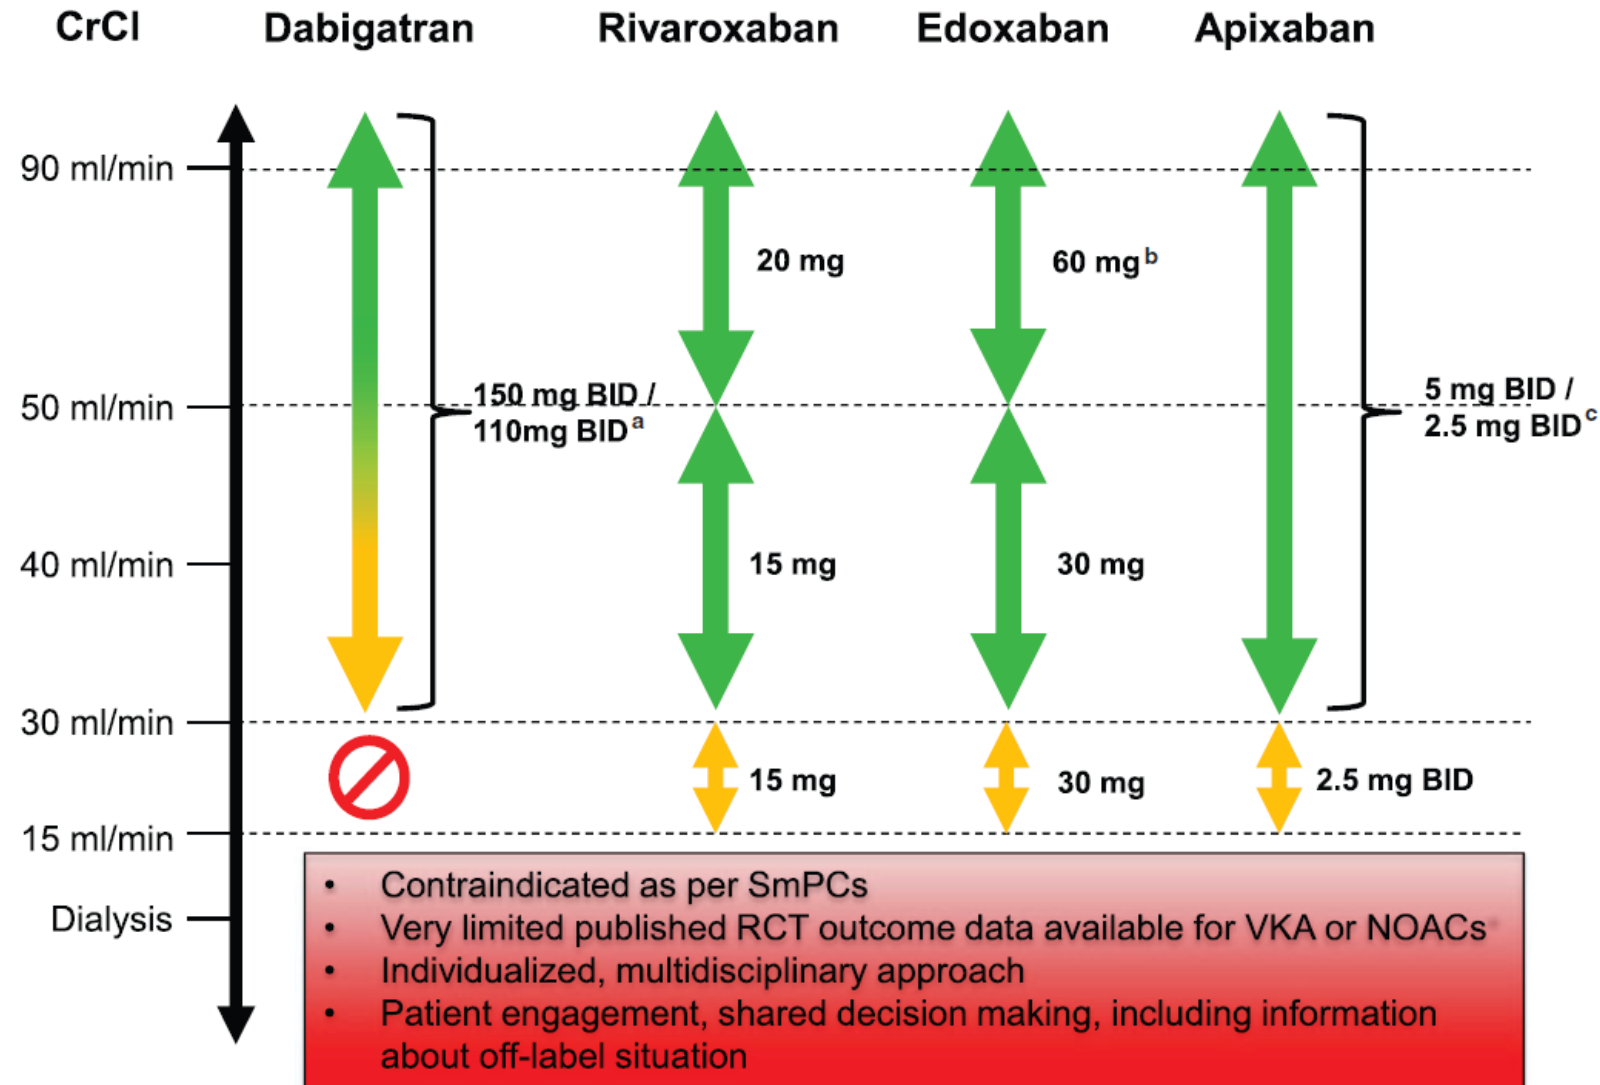 CrCl Dabigatran Rivaroxaban Edoxaban Apixaban
90 ml/min
20 mg 60 mg b
150 mg BID /
110mg BID a
5 mg BID /
2.5 mg BID c
50 ml/min
40 ml/min 15 mg 30 mg
30 ml/min
15 mg 30 mg 2.5 mg BID
15 ml/min
• Contraindicated as per SmPCs
Dialysis
• Very limited published RCT outcome data available for VKA or NOACs
• Individualized, multidisciplinary approach
• Patient engagement, shared decision making, including information
about off-label situation